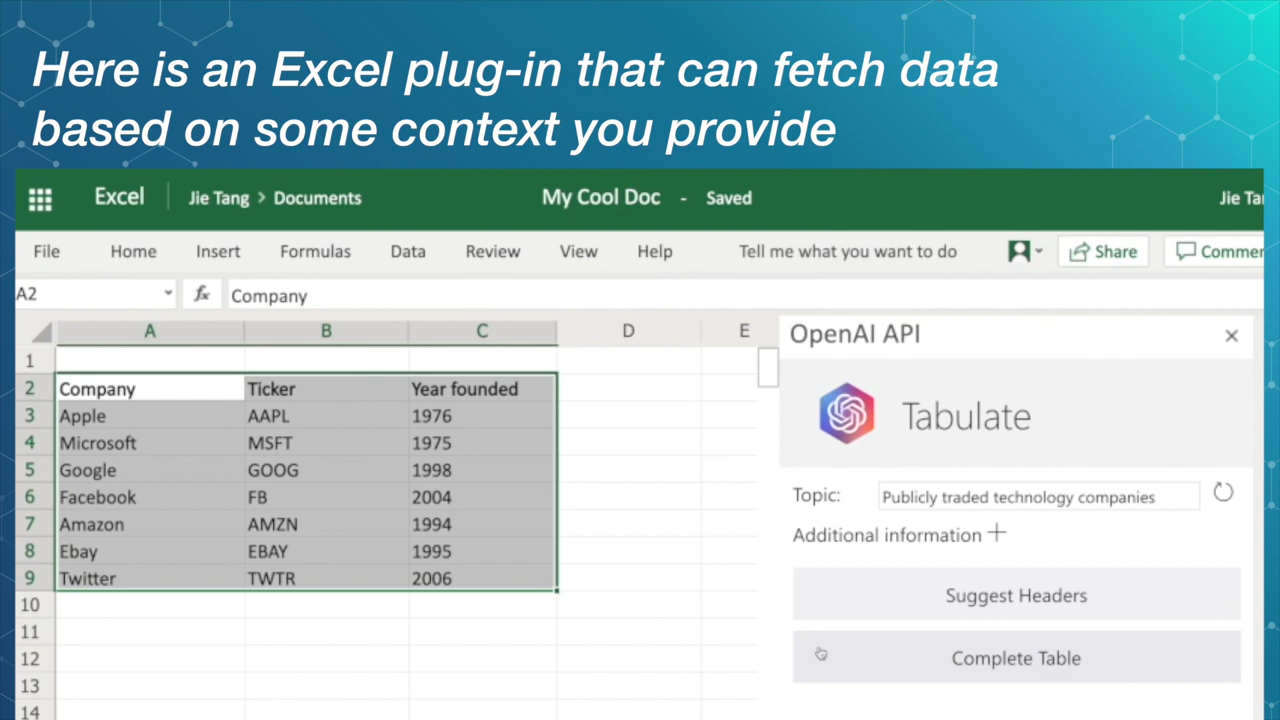 Here is an Excel plug-in that can fetch data
based on some context you provide
Excel Jie Tang > Documents My Cool Doc - Saved Jie
File Home Insert Formulas Data Review View Help Tell me what you want to do Share
A2 fx Company
A B C D E
OpenAI API
1
2 Company Ticker Year founded
3 Apple AAPL 1976
4 Microsoft MSFT 1975
5 Google GOOG 1998
6 Facebook FB 2004
7 Amazon AMZN 1994
8 Ebay EBAY 1995
9 Twitter TWTR 2006
10
11
12
13
14
Tabulate
Topic: Publicly traded technology companies
Additional information +
Suggest Headers
Complete Table